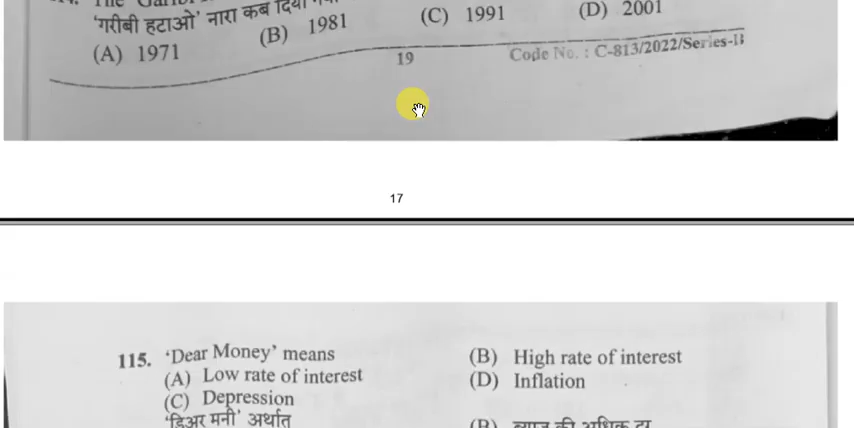 'गरीबी हटाओ' नारा कब दिया
(A) 1971 (B) 1981 (C) 1991 (D) 2001
19 Code No. : C-813/2022/Series-B
17
115. 'Dear Money' means
(A) Low rate of interest (B) High rate of interest
(C) Depression (D) Inflation
'डिअर मनी' अर्थात